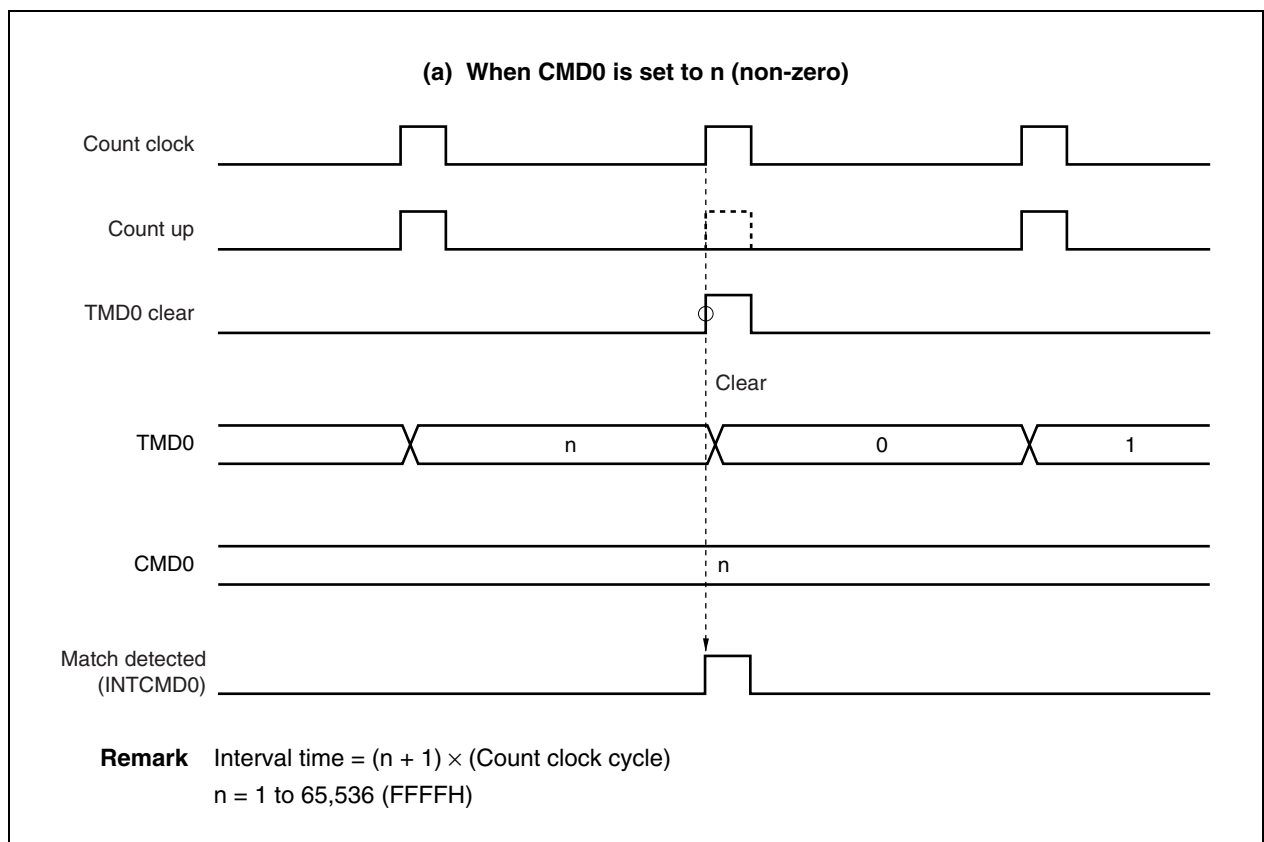 (a) When CMD0 is set to n (non-zero)
Count clock
Count up
TMD0 clear
Clear
TMD0
n
0
1
CMD0
n
Match detected
(INTCMD0)
Remark Interval time = (n + 1) × (Count clock cycle)
n = 1 to 65,536 (FFFFH)